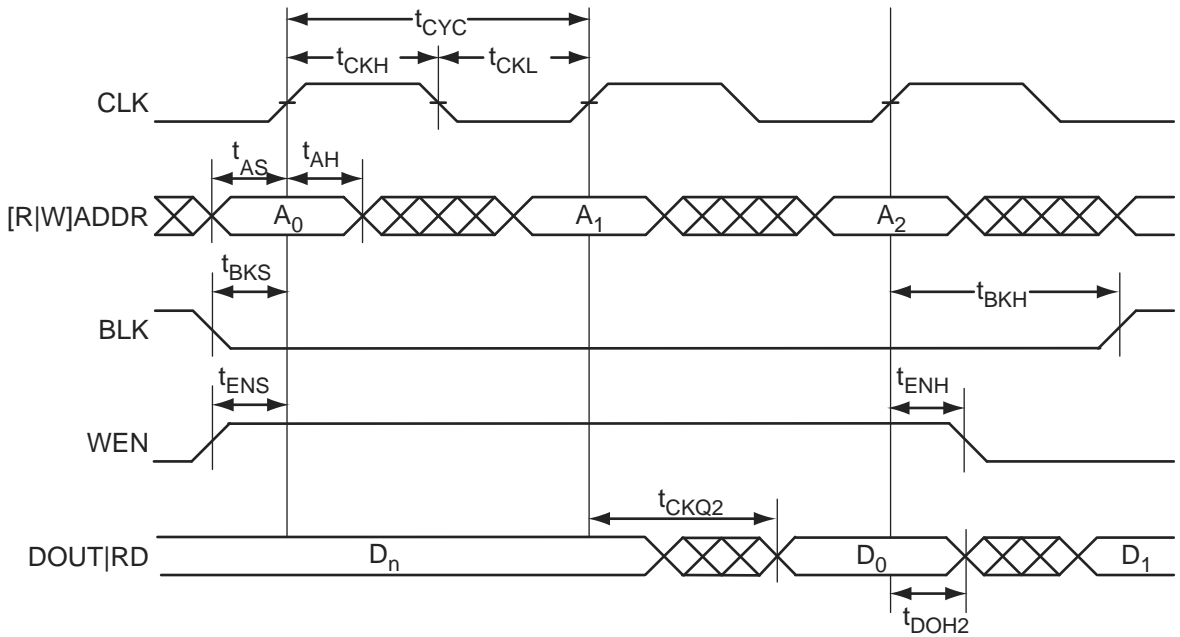 tCYC
tCKH tCKL
CLK
tAS tAH
[R|W]ADDR A0 A1 A2
tBKS tBKH
BLK
tENS tENH
WEN
tCKQ2
DOUT|RD Dn D0 D1
tDOH2